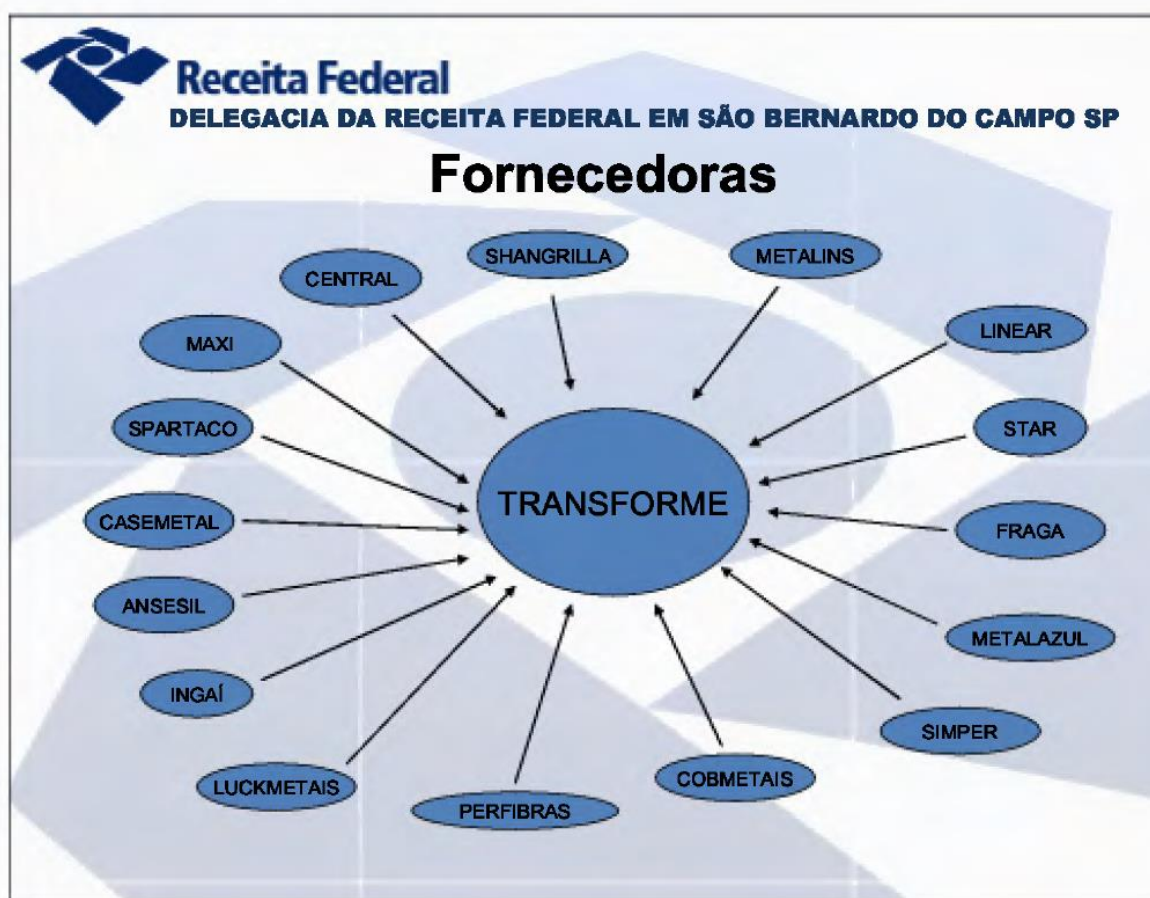 Receita Federal
DELEGACIA DA RECEITA FEDERAL EM SÃO BERNARDO DO CAMPO SP
Fornecedoras
SHANGRILLA
METALINS
CENTRAL
LINEAR
MAXI
SPARTACO
STAR
TRANSFORME
CASEMETAL
FRAGA
ANSESIL
METALAZUL
INGAÍ
SIMPER
LUCKMETAIS
COBMETAIS
PERFIBRAS